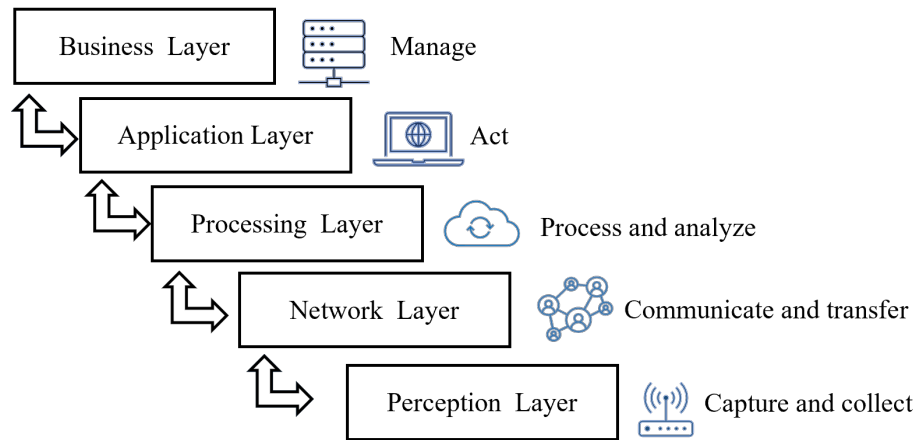 Business Layer
Manage
Application Layer
Act
Processing Layer
Process and analyze
Network Layer
Communicate and transfer
Perception Layer
Capture and collect